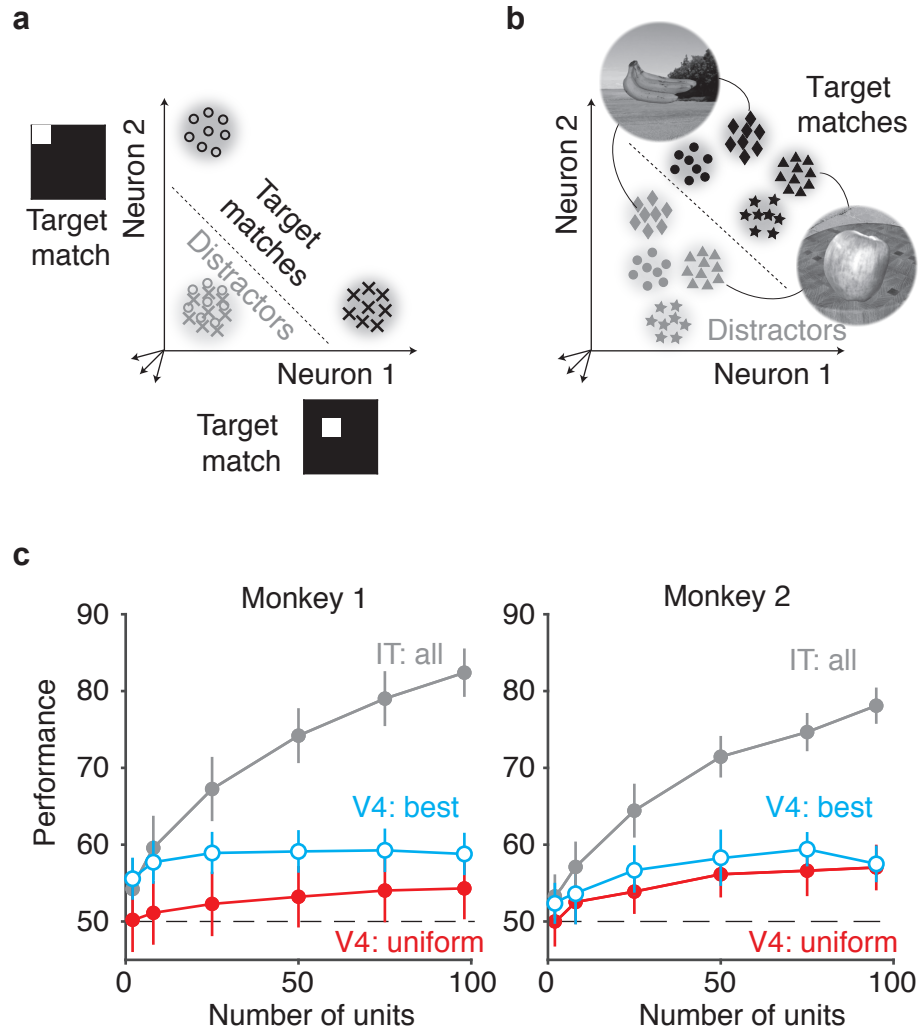 a
Neuron 2
Target
match
Target
matches
Distractors
Neuron 1
Target
match
b
Neuron 2
Target
matches
Distractors
Neuron 1
c
Monkey 1
Performance
90
80
70
60
50
IT: all
V4: best
V4: uniform
0
50
100
Number of units
Monkey 2
90
80
70
60
50
IT: all
V4: best
V4: uniform
0
50
100
Number of units